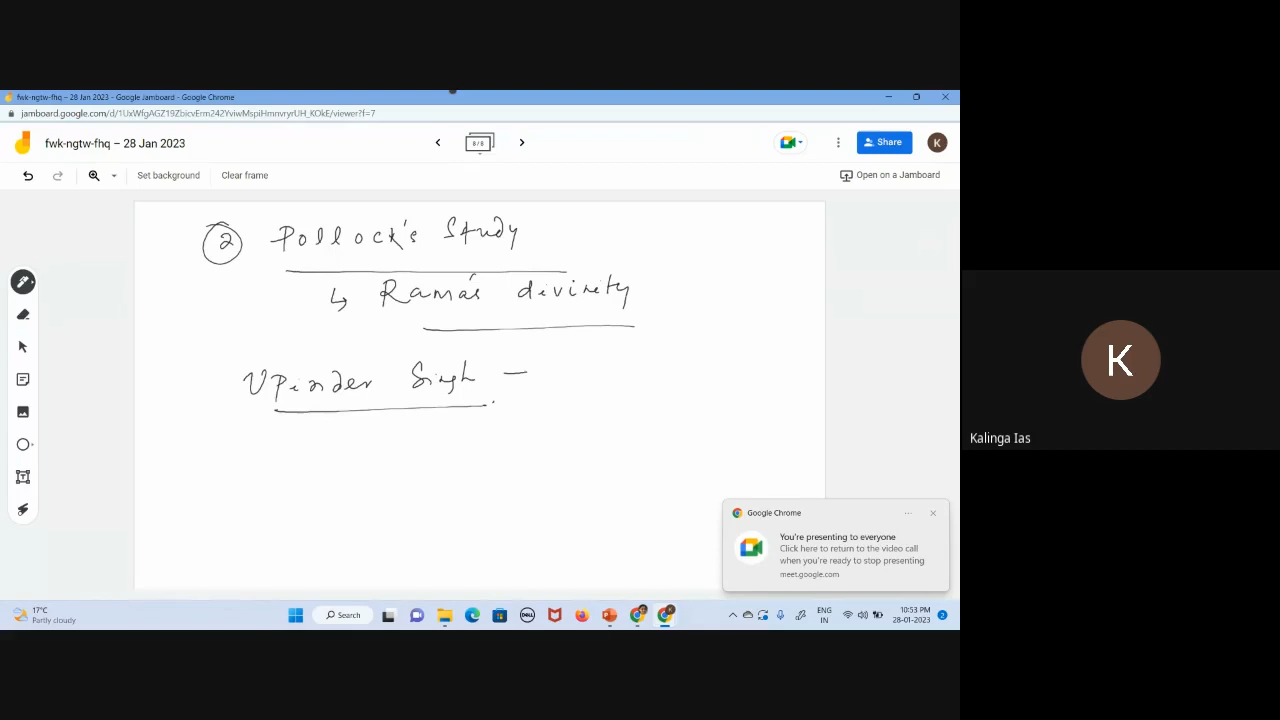 fwk-ngtw-fhq – 28 Jan 2023 - Google Jamboard - Google Chrome
jamboard.google.com/d/1UxWfgAGZ19ZbicvErm242YviwMspiHmnvryrUH_KOkE/viewer?f=7
fwk-ngtw-fhq – 28 Jan 2023
8/8
Share
K
Set background
Clear frame
Open on a Jamboard
2 Pollock's Study
↳ Rama's divinity
Upinder Singh –
K
Kalinga Ias
Google Chrome
You're presenting to everyone
Click here to return to the video call
when you're ready to stop presenting
meet.google.com
17°C
Partly cloudy
Search
DELL
ENG
IN
10:53 PM
28-01-2023
2